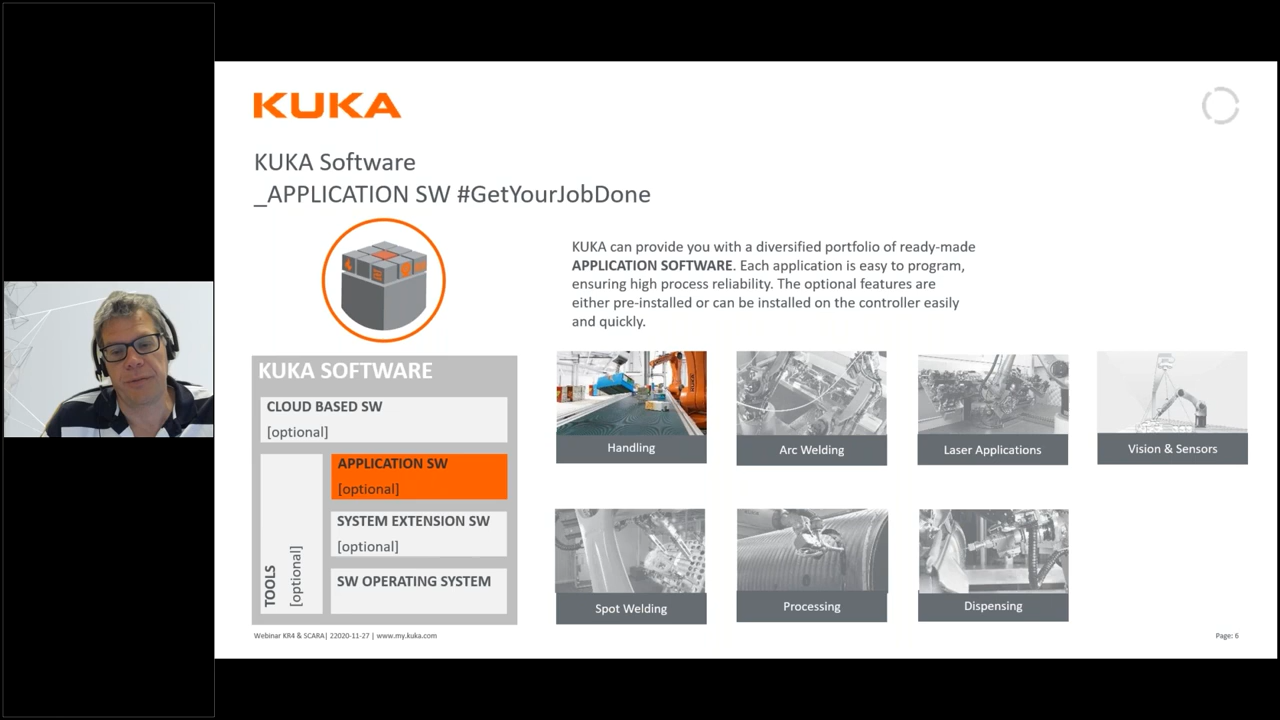 KUKA
KUKA Software
_APPLICATION SW #GetYourJobDone
KUKA can provide you with a diversified portfolio of ready-made
APPLICATION SOFTWARE. Each application is easy to program,
ensuring high process reliability. The optional features are
either pre-installed or can be installed on the controller easily
and quickly.
KUKA SOFTWARE
CLOUD BASED SW
[optional]
APPLICATION SW
[optional]
SYSTEM EXTENSION SW
[optional]
SW OPERATING SYSTEM
TOOLS
[optional]
Handling
Arc Welding
Laser Applications
Vision & Sensors
Spot Welding
Processing
Dispensing
Webinar KR4 & SCARA| 22020-11-27 | www.my.kuka.com
Page: 6